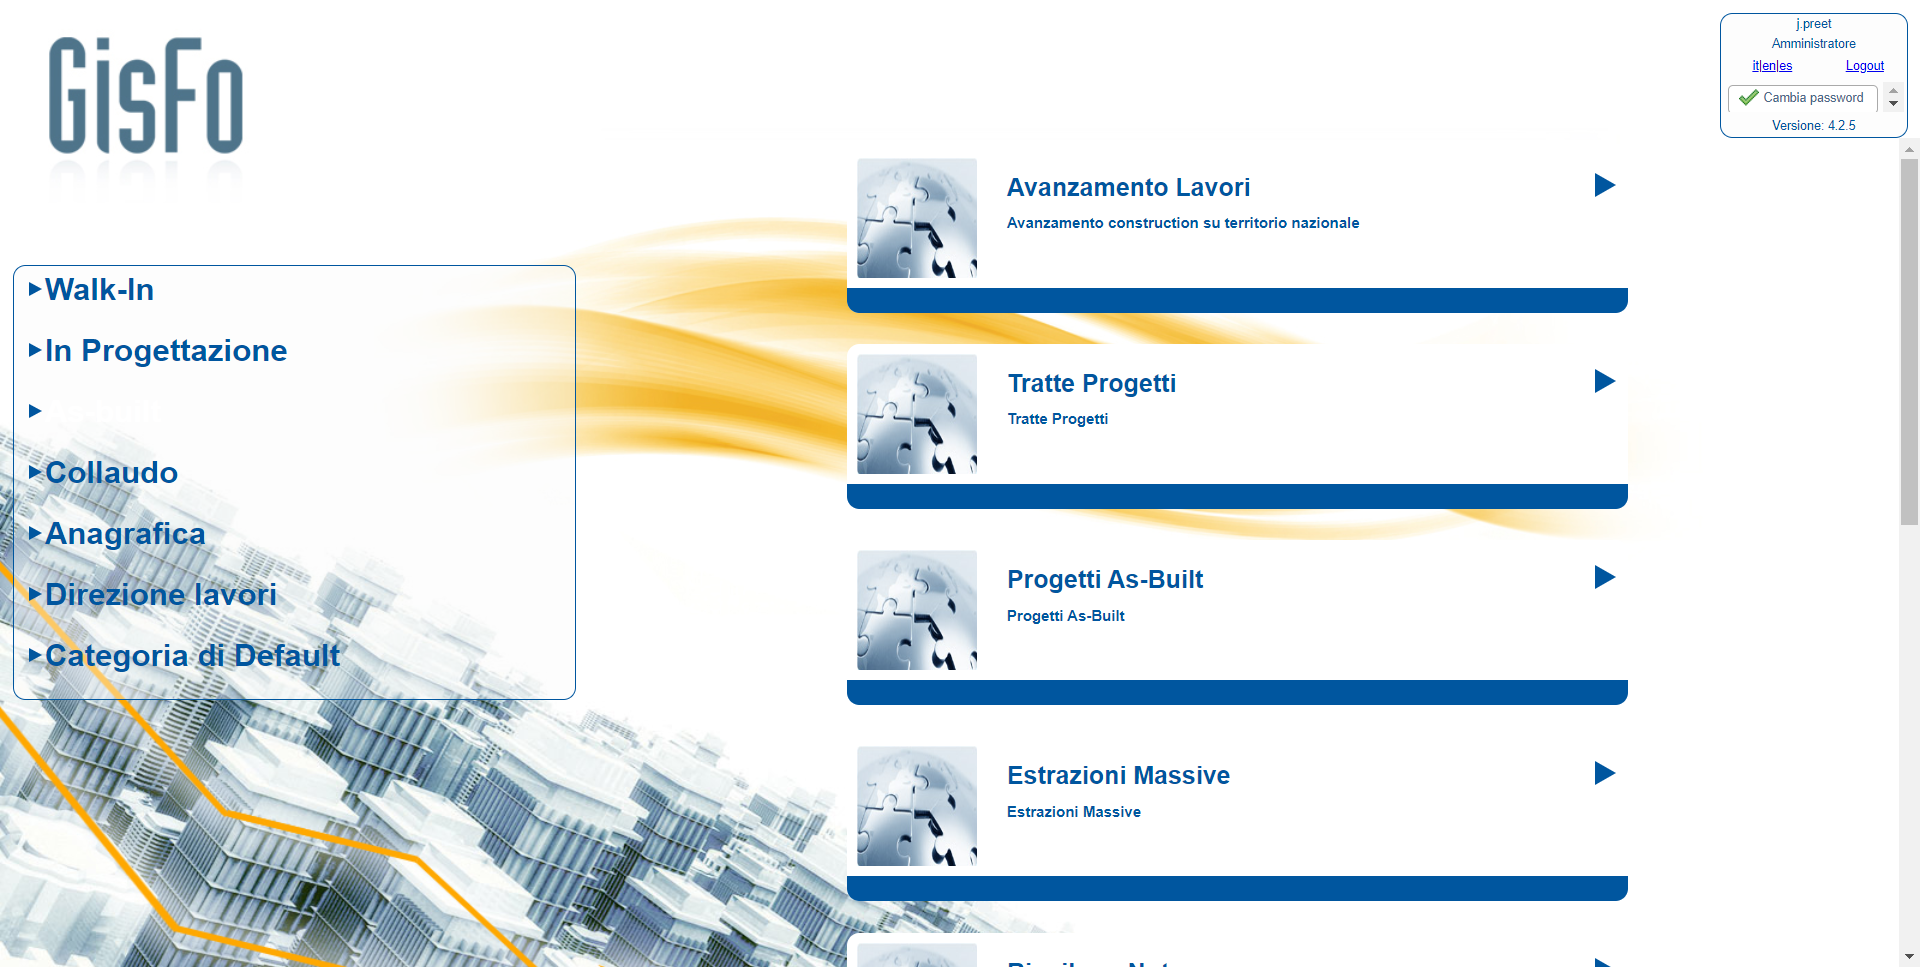 GisFo
j.preet
Amministratore
it|en|es Logout
Cambia password
Versione: 4.2.5
Walk-In
In Progettazione
As-built
Collaudo
Anagrafica
Direzione lavori
Categoria di Default
Avanzamento Lavori
Avanzamento construction su territorio nazionale
Tratte Progetti
Tratte Progetti
Progetti As-Built
Progetti As-Built
Estrazioni Massive
Estrazioni Massive